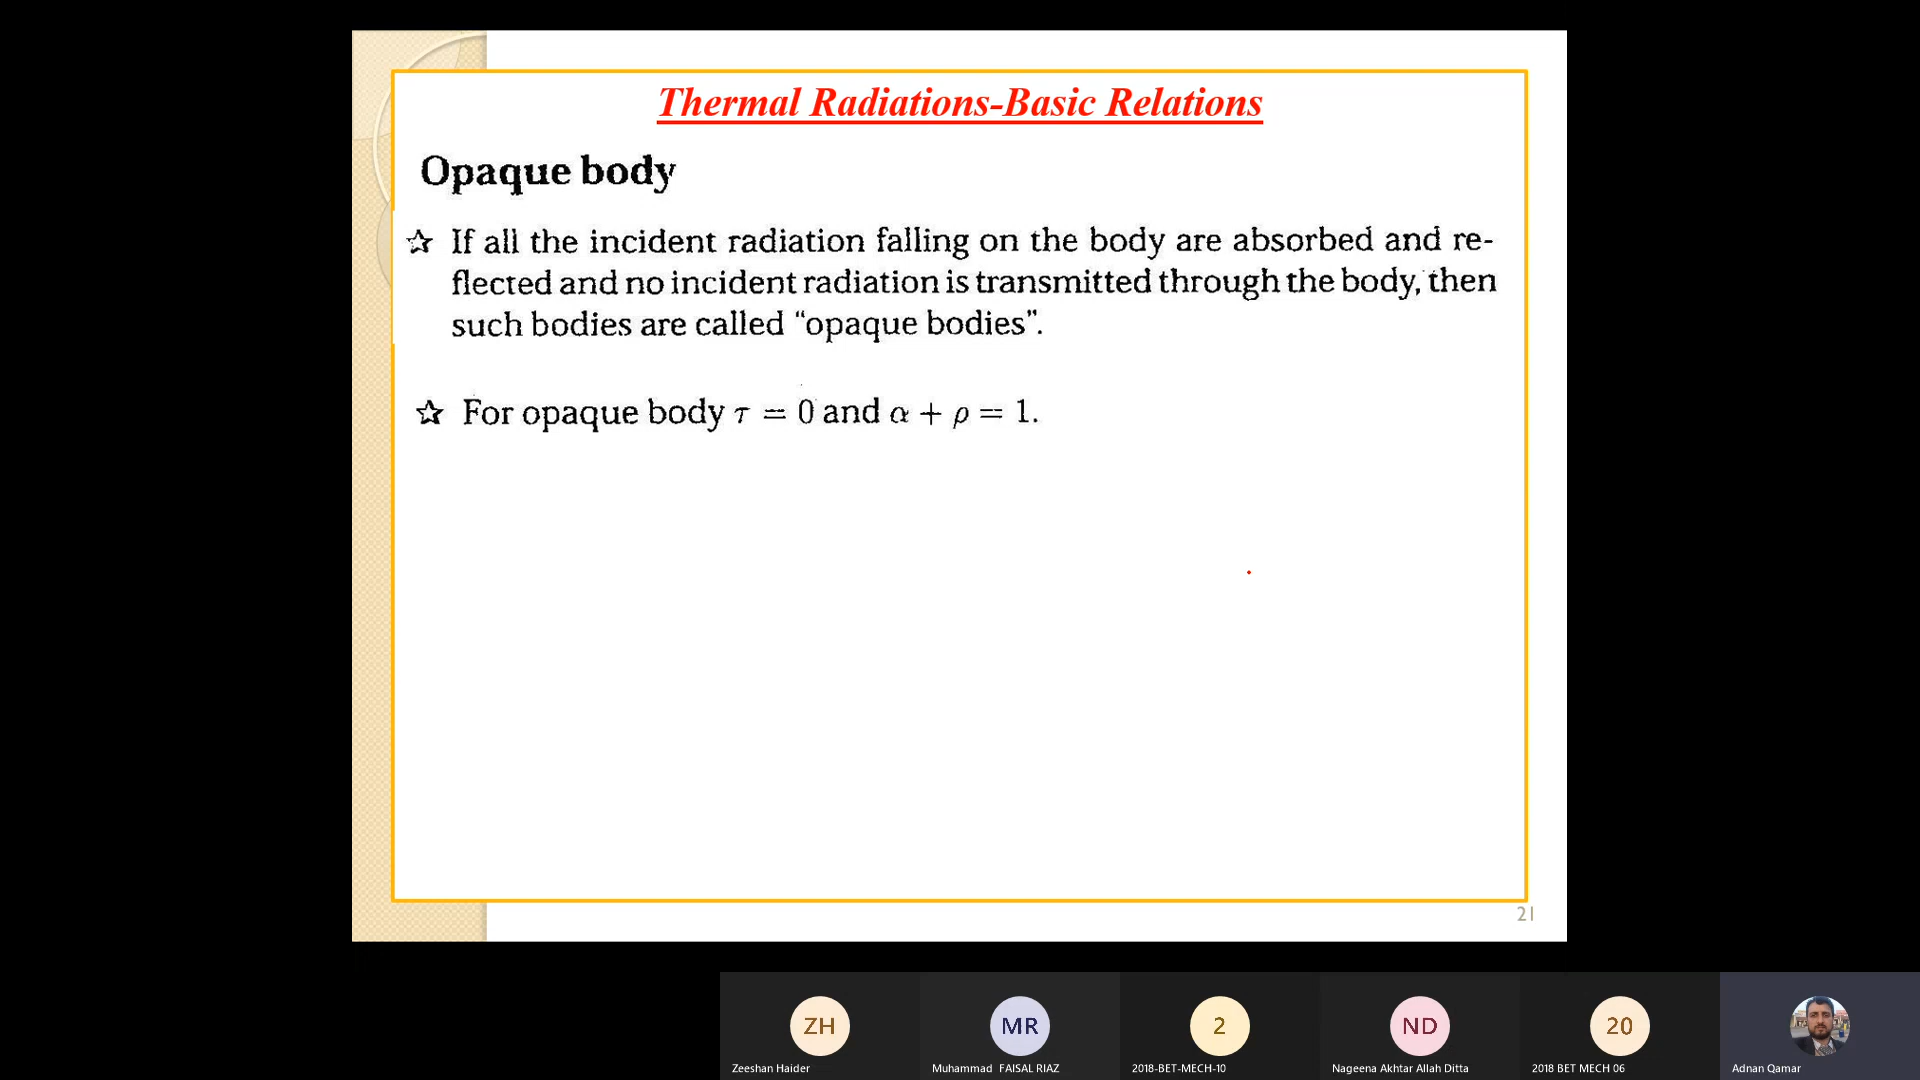 Thermal Radiations-Basic Relations
Opaque body
☆ If all the incident radiation falling on the body are absorbed and re-
flected and no incident radiation is transmitted through the body, then
such bodies are called “opaque bodies”.
☆ For opaque body τ = 0 and α + ρ = 1.
21
ZH
MR
2
ND
20
Zeeshan Haider
Muhammad FAISAL RIAZ
2018-BET-MECH-10
Nageena Akhtar Allah Ditta
2018 BET MECH 06
Adnan Qamar